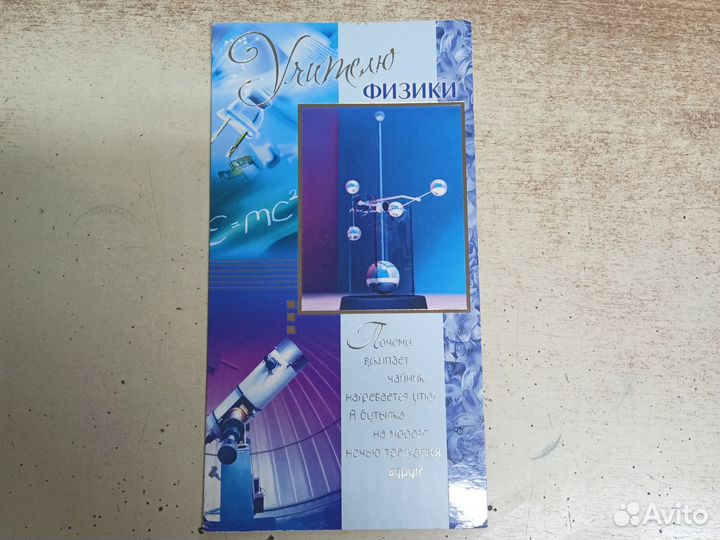 Учителю
ФИЗИКИ
E=mc²
Почему
вскипает
чайник
нагревается утюг
А бутылка
на морозе
ночью трескается
вдруг?
Avito